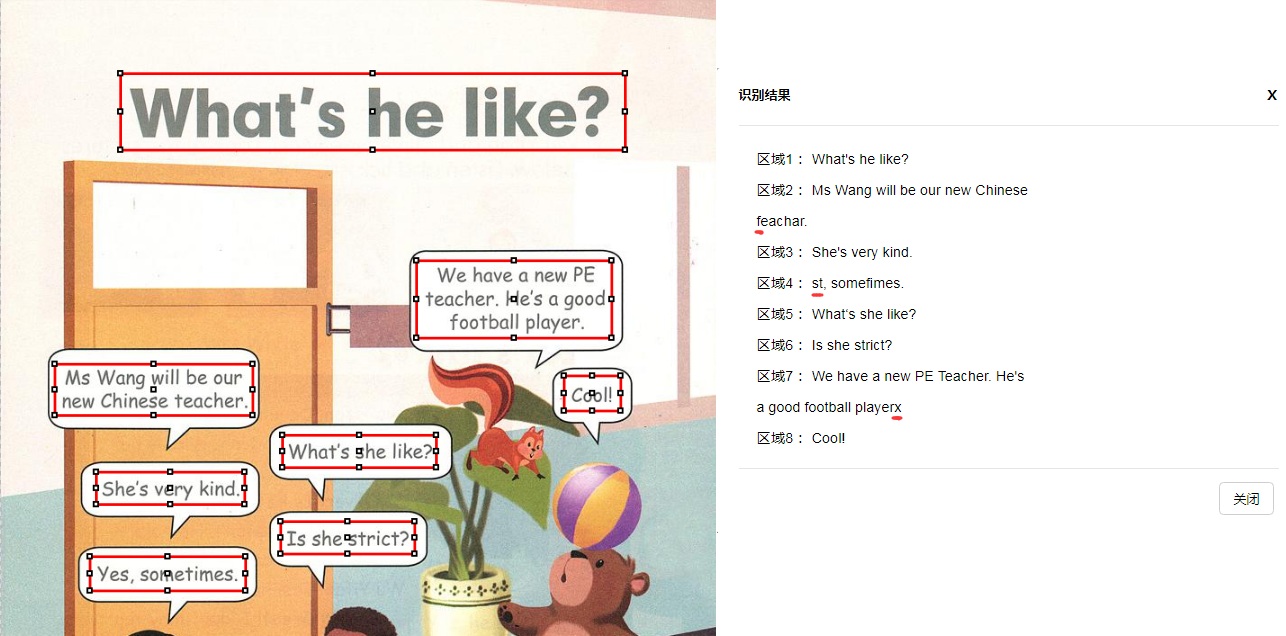 What's he like?
We have a new PE
teacher. He's a good
football player.
Ms Wang will be our
new Chinese teacher.
Cool!
What's she like?
She's very kind.
Is she strict?
Yes, sometimes.
识别结果
X
区域1： What's he like?
区域2： Ms Wang will be our new Chinese
feachar.
区域3： She's very kind.
区域4： st, somefimes.
区域5： What's she like?
区域6： Is she strict?
区域7： We have a new PE Teacher. He's
a good football playerx
区域8： Cool!
关闭